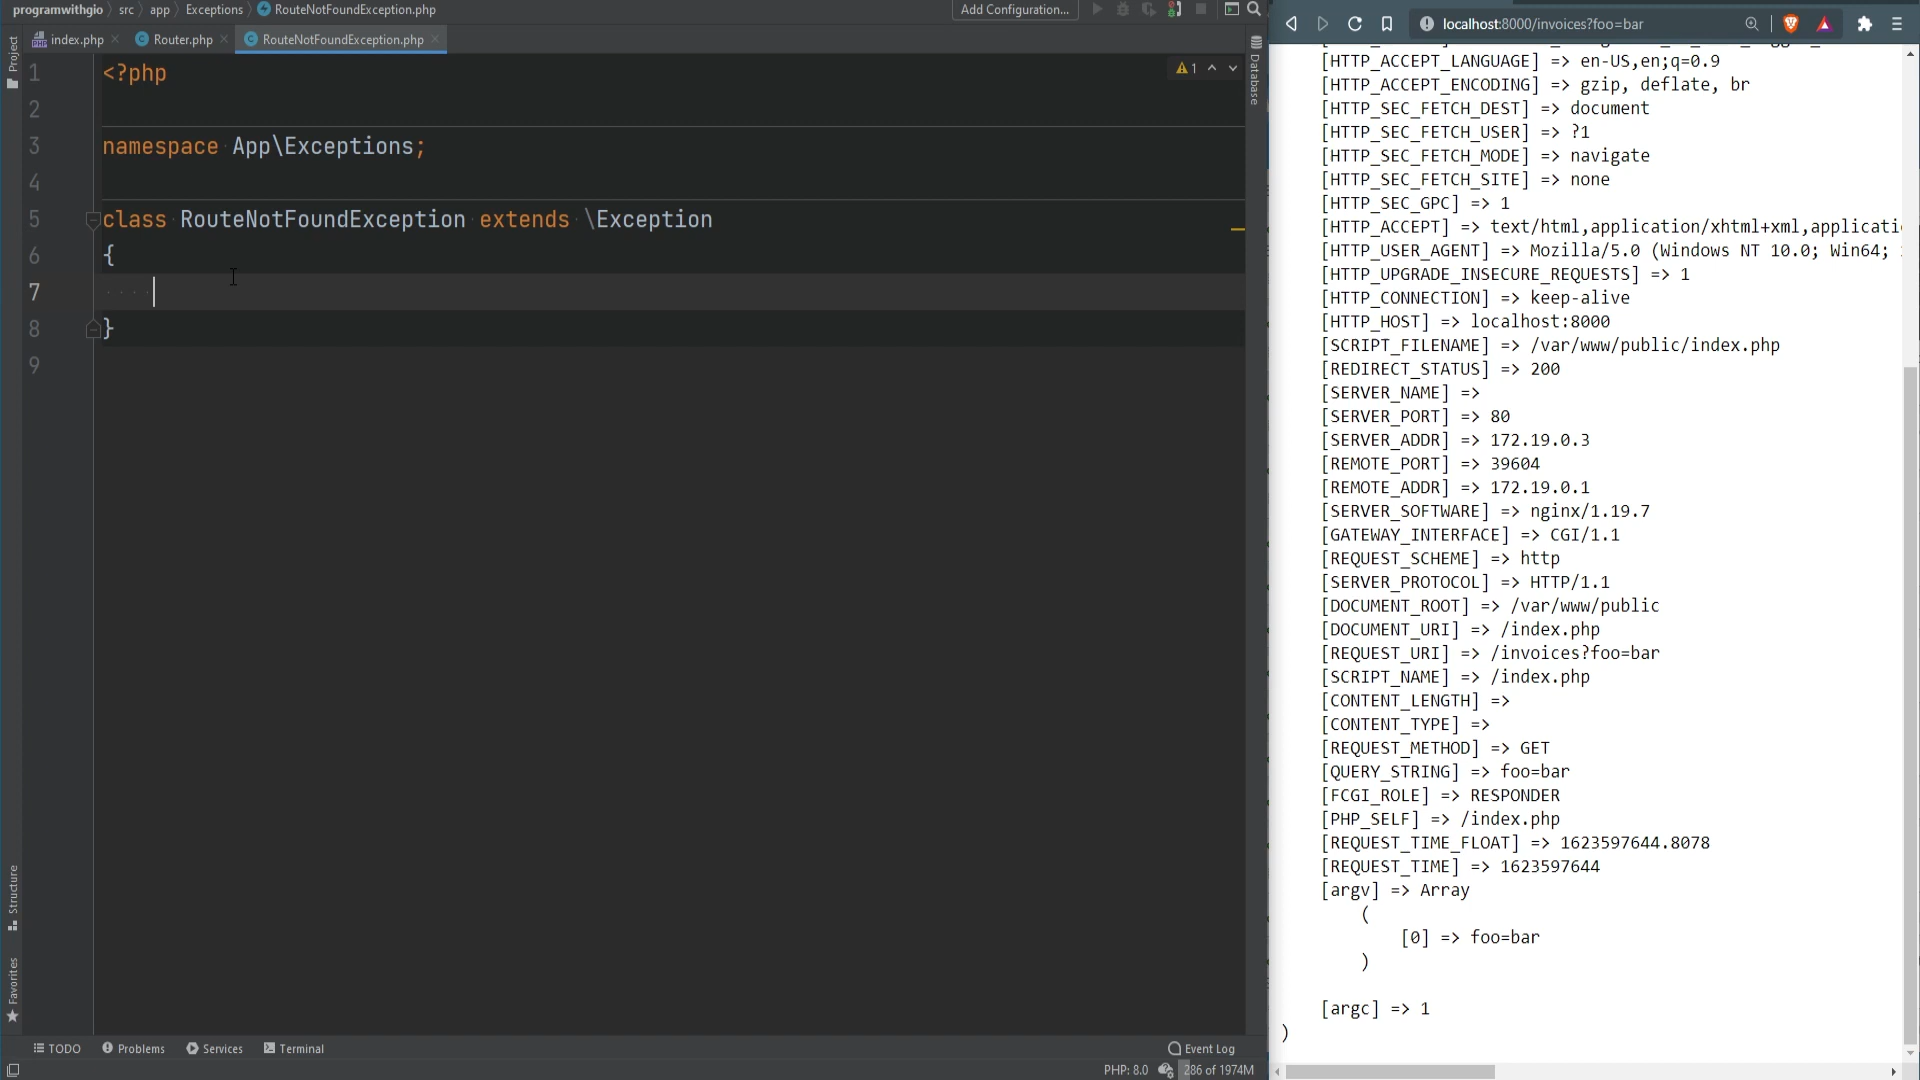 programwithgio
src
app
Exceptions
RouteNotFoundException.php
Add Configuration...
index.php
Router.php
RouteNotFoundException.php
Project
Database
1
1 <?php
2
3 namespace App\Exceptions;
4
5 class RouteNotFoundException extends \Exception
6 {
7
8 }
9
Structure
Favorites
TODO
Problems
Services
Terminal
Event Log
PHP: 8.0
286 of 1974M
localhost:8000/invoices?foo=bar
[HTTP_ACCEPT_LANGUAGE] => en-US,en;q=0.9
[HTTP_ACCEPT_ENCODING] => gzip, deflate, br
[HTTP_SEC_FETCH_DEST] => document
[HTTP_SEC_FETCH_USER] => ?1
[HTTP_SEC_FETCH_MODE] => navigate
[HTTP_SEC_FETCH_SITE] => none
[HTTP_SEC_GPC] => 1
[HTTP_ACCEPT] => text/html,application/xhtml+xml,applicati
[HTTP_USER_AGENT] => Mozilla/5.0 (Windows NT 10.0; Win64;
[HTTP_UPGRADE_INSECURE_REQUESTS] => 1
[HTTP_CONNECTION] => keep-alive
[HTTP_HOST] => localhost:8000
[SCRIPT_FILENAME] => /var/www/public/index.php
[REDIRECT_STATUS] => 200
[SERVER_NAME] =>
[SERVER_PORT] => 80
[SERVER_ADDR] => 172.19.0.3
[REMOTE_PORT] => 39604
[REMOTE_ADDR] => 172.19.0.1
[SERVER_SOFTWARE] => nginx/1.19.7
[GATEWAY_INTERFACE] => CGI/1.1
[REQUEST_SCHEME] => http
[SERVER_PROTOCOL] => HTTP/1.1
[DOCUMENT_ROOT] => /var/www/public
[DOCUMENT_URI] => /index.php
[REQUEST_URI] => /invoices?foo=bar
[SCRIPT_NAME] => /index.php
[CONTENT_LENGTH] =>
[CONTENT_TYPE] =>
[REQUEST_METHOD] => GET
[QUERY_STRING] => foo=bar
[FCGI_ROLE] => RESPONDER
[PHP_SELF] => /index.php
[REQUEST_TIME_FLOAT] => 1623597644.8078
[REQUEST_TIME] => 1623597644
[argv] => Array
(
[0] => foo=bar
)
[argc] => 1
)